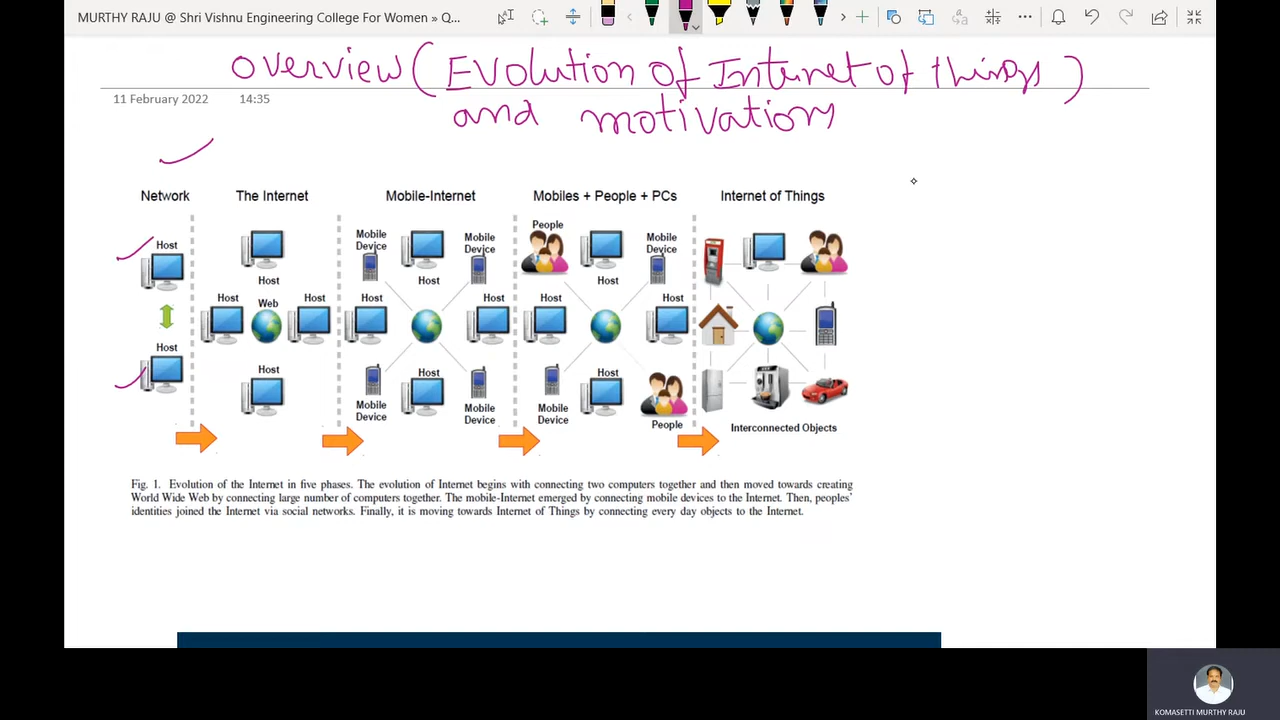 MURTHY RAJU @ Shri Vishnu Engineering College For Women » Q...
Overview (Evolution of Internet of things)
and motivations
11 February 2022 14:35
Network The Internet Mobile-Internet Mobiles + People + PCs Internet of Things
Host
Host
Host
Host
Web
Host
Host
Mobile
Device
Mobile
Device
Host
Host
Host
Host
Mobile
Device
Mobile
Device
People
Mobile
Device
Host
Host
Host
Host
Mobile
Device
People
Interconnected Objects
Fig. 1. Evolution of the Internet in five phases. The evolution of Internet begins with connecting two computers together and then moved towards creating
World Wide Web by connecting large number of computers together. The mobile-Internet emerged by connecting mobile devices to the Internet. Then, peoples'
identities joined the Internet via social networks. Finally, it is moving towards Internet of Things by connecting every day objects to the Internet.
KOMASETTI MURTHY RAJU